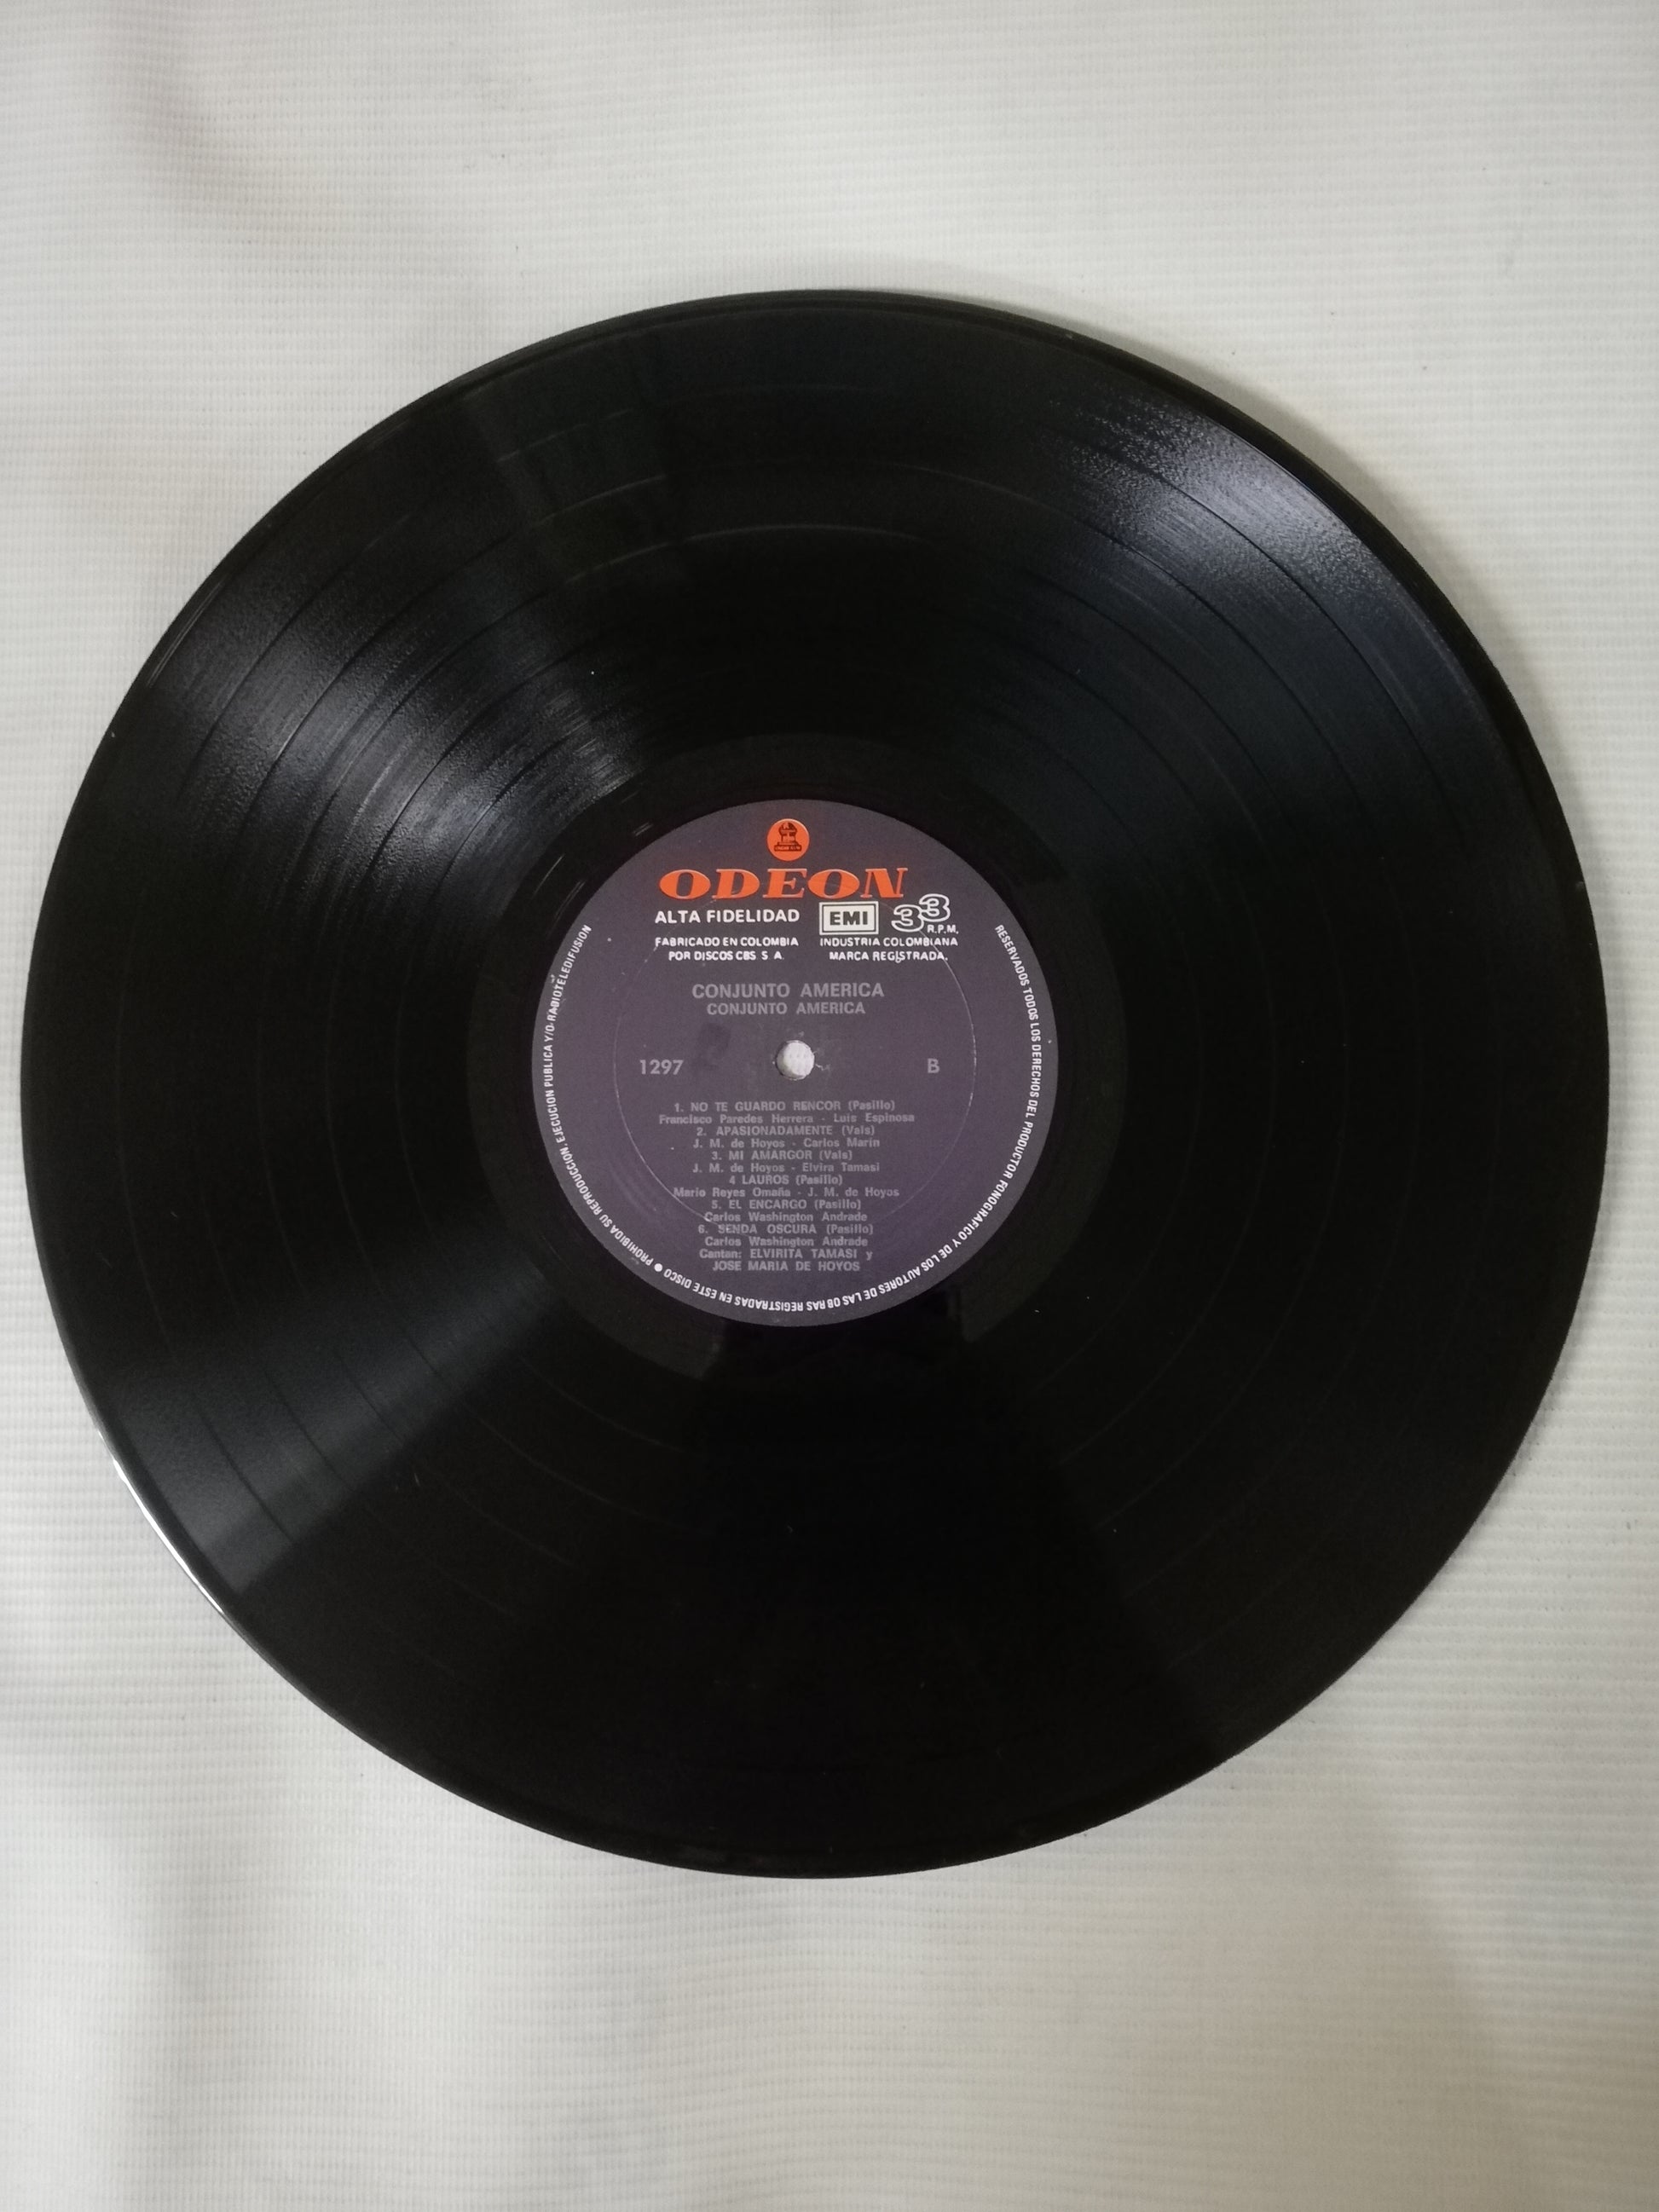 ODEON
ALTA FIDELIDAD
EMI
33
R.P.M.
FABRICADO EN COLOMBIA
POR DISCOS CBS S A.
INDUSTRIA COLOMBIANA
MARCA REGISTRADA.
CONJUNTO AMERICA
CONJUNTO AMERICA
1297
B
1. NO TE GUARDO RENCOR (Pasillo)
Francisco Paredes Herrera - Luis Espinosa
2. APASIONADAMENTE (Vals)
J. M. de Hoyos - Carlos Marin
3. MI AMARGOR (Vals)
J. M. de Hoyos - Elvira Tamasi
4 LAUROS (Pasillo)
Mario Reyes Omaña - J. M. de Hoyos
5. EL ENCARGO (Pasillo)
Carlos Washington Andrade
6. SENDA OSCURA (Pasillo)
Carlos Washington Andrade
Cantan: ELVIRITA TAMASI y
JOSE MARIA DE HOYOS
RESERVADOS TODOS LOS DERECHOS DEL PRODUCTOR FONOGRAFICO Y DE LOS AUTORES DE LAS OBRAS REGISTRADAS EN ESTE DISCO ● PROHIBIDA SU REPRODUCCION, EJECUCION PUBLICA Y/O RADIOTELEDIFUSION